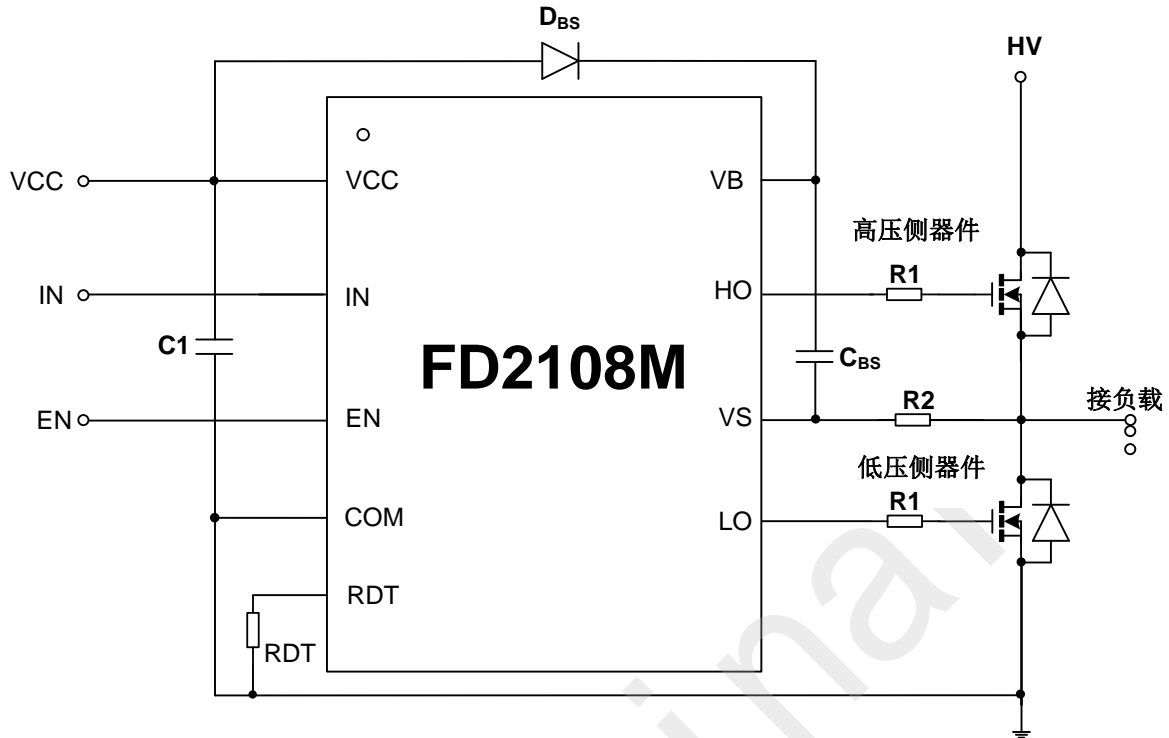 DBS
HV
VCC
VCC
VB
高压侧器件
R1
IN
IN
HO
C1
FD2108M
CBS
EN
EN
VS
R2
接负载
低压侧器件
R1
COM
LO
RDT
RDT